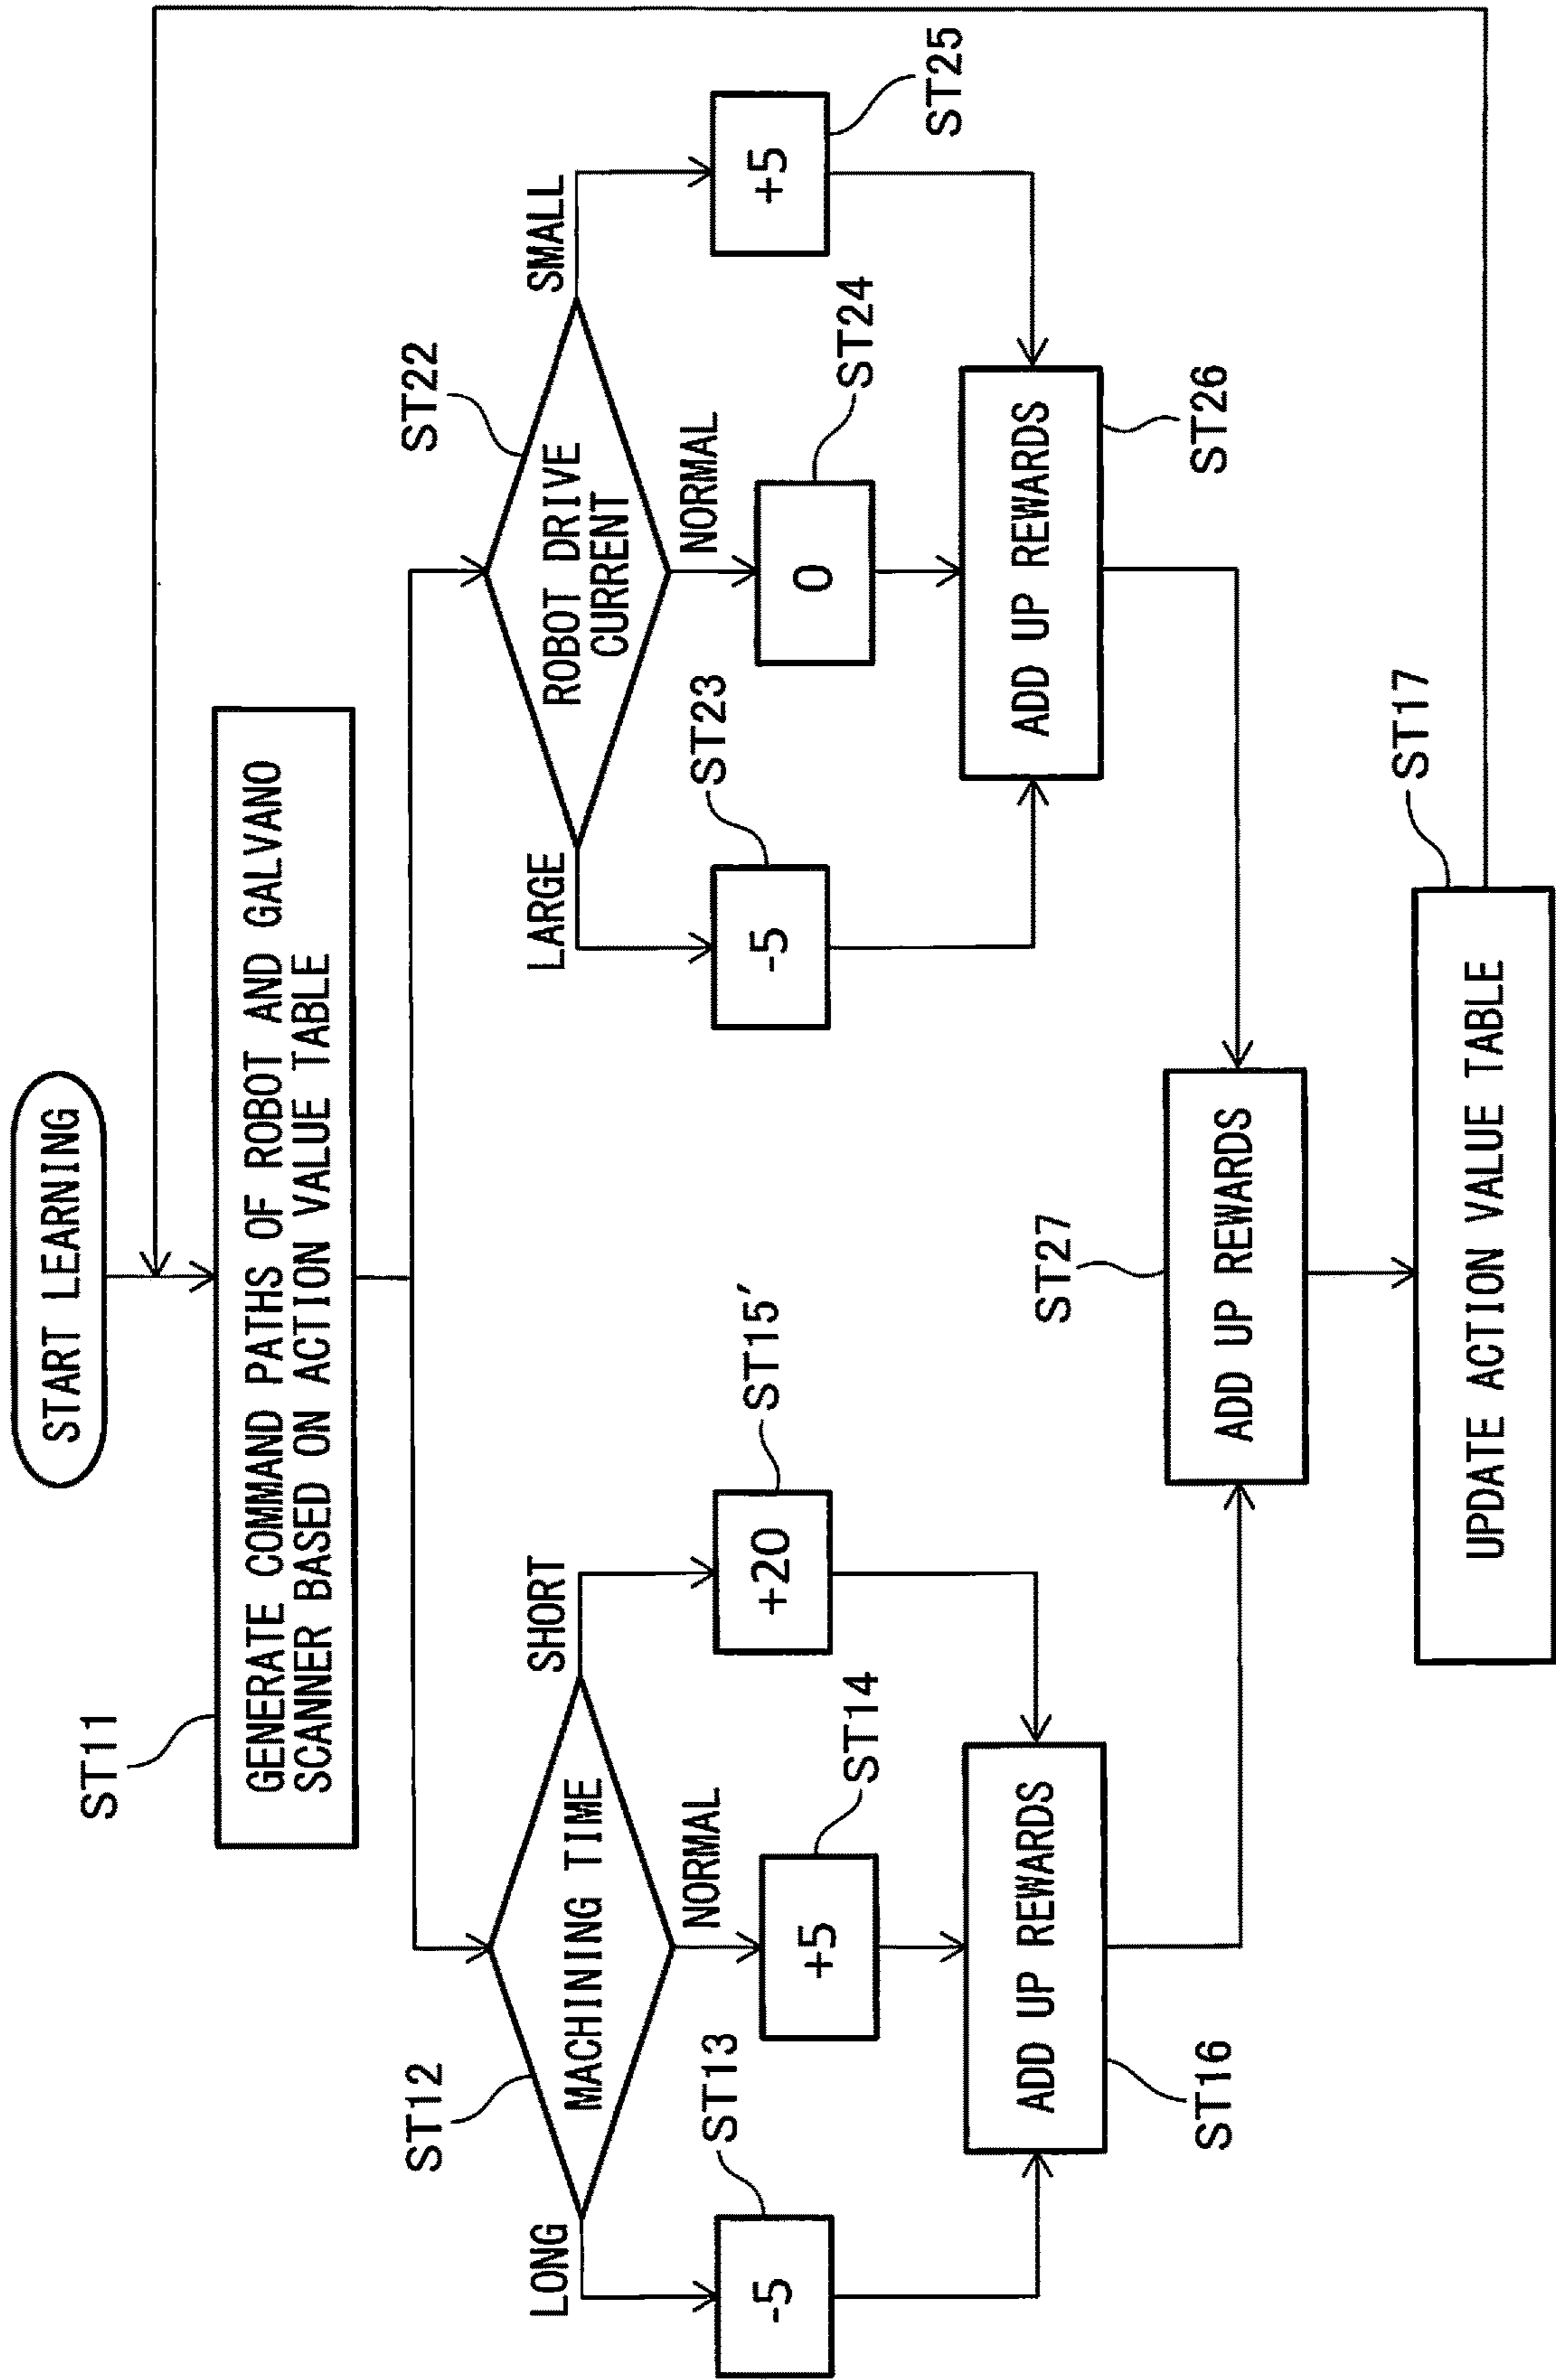 START LEARNING
ST11
GENERATE COMMAND PATHS OF ROBOT AND GALVANO
SCANNER BASED ON ACTION VALUE TABLE
ST12
MACHINING TIME
LONG
NORMAL
SHORT
ST13
-5
ST14
+5
ST15′
+20
ADD UP REWARDS
ST16
ST22
ROBOT DRIVE
CURRENT
LARGE
NORMAL
SMALL
ST23
-5
ST24
0
ST25
+5
ADD UP REWARDS
ST26
ST27
ADD UP REWARDS
ST17
UPDATE ACTION VALUE TABLE